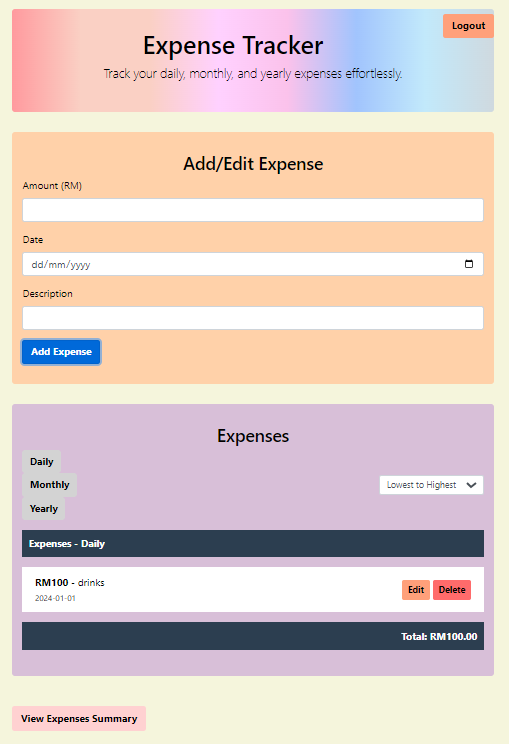 Logout
Expense Tracker
Track your daily, monthly, and yearly expenses effortlessly.
Add/Edit Expense
Amount (RM)
Date
dd/mm/yyyy
Description
Add Expense
Expenses
Daily
Monthly
Lowest to Highest
Yearly
Expenses - Daily
RM100 - drinks
2024-01-01
Edit Delete
Total: RM100.00
View Expenses Summary